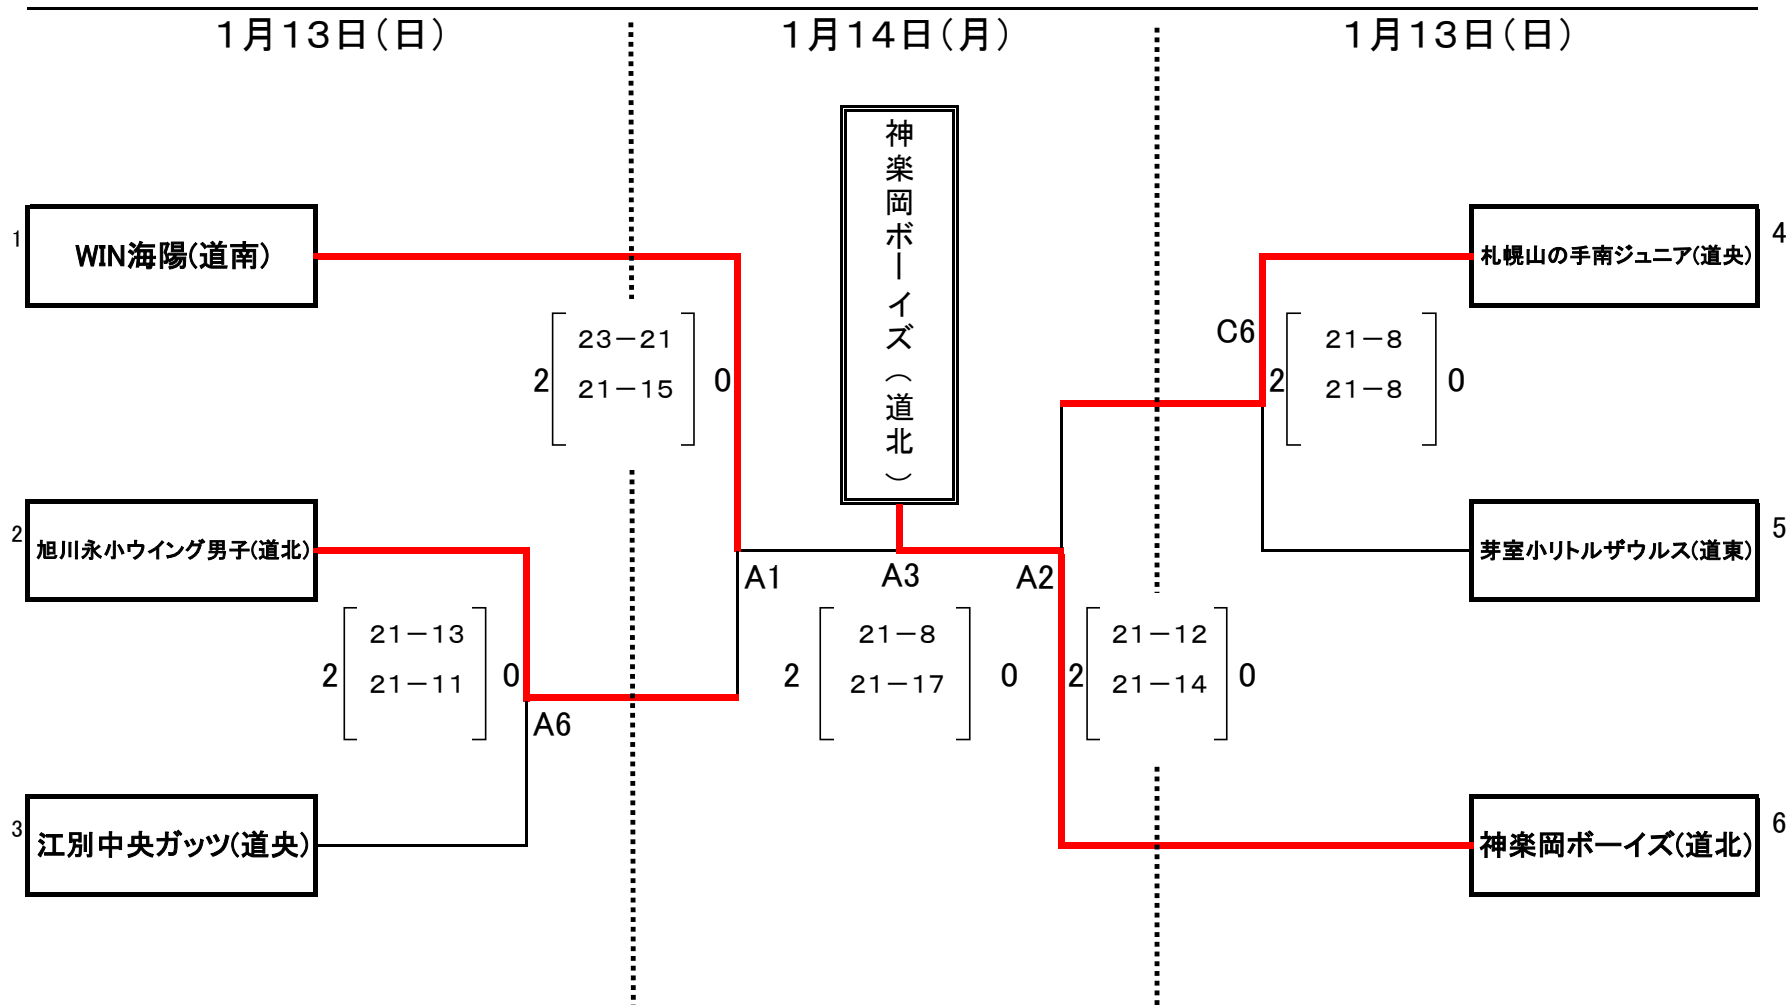 1月13日(日)
1月14日(月)
1月13日(日)
神楽岡ボーイズ(道北)
1
WIN海陽(道南)
4
札幌山の手南ジュニア(道央)
2
23-21
21-15
0
C6
2
21-8
21-8
0
2
旭川永小ウイング男子(道北)
5
芽室小リトルザウルス(道東)
A1
A3
A2
2
21-13
21-11
0
A6
2
21-8
21-17
0
2
21-12
21-14
0
3
江別中央ガッツ(道央)
6
神楽岡ボーイズ(道北)